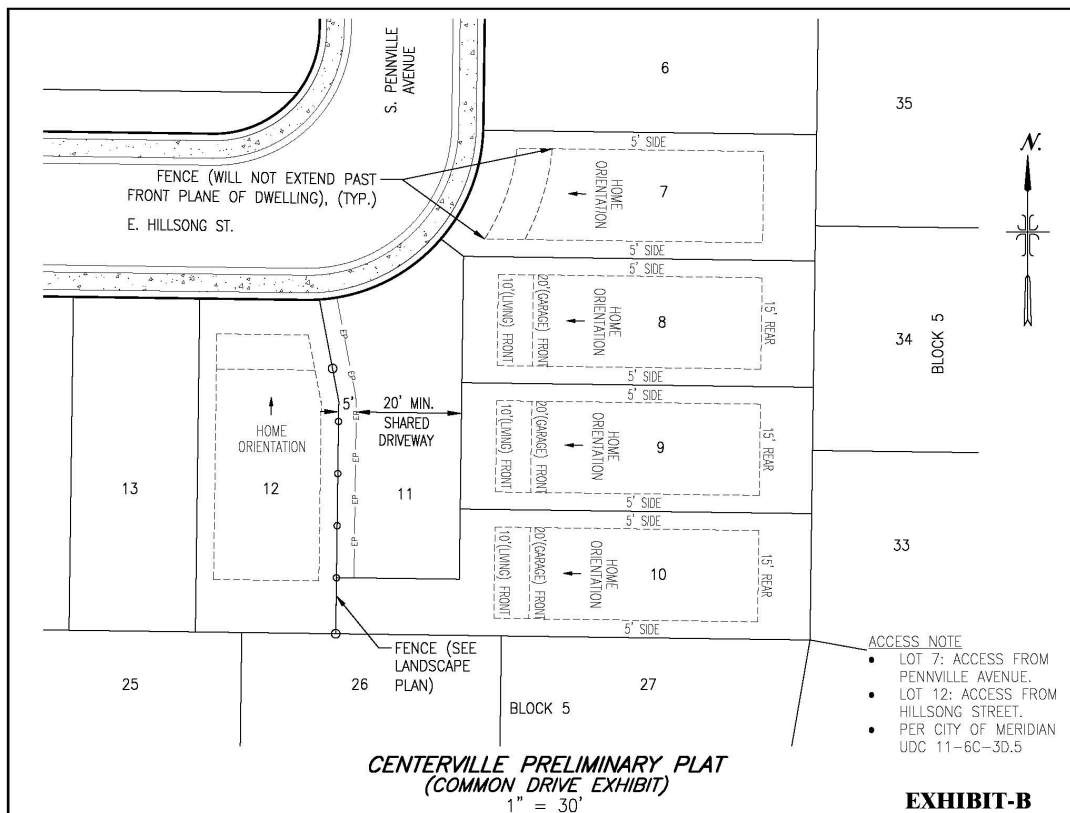 S. PENNVILLE
AVENUE
6
35
N.
5' SIDE
FENCE (WILL NOT EXTEND PAST
FRONT PLANE OF DWELLING), (TYP.)
HOME
ORIENTATION
7
E. HILLSONG ST.
5' SIDE
5' SIDE
10'(LIVING) FRONT
20'(GARAGE) FRONT
HOME
ORIENTATION
8
15' REAR
34
BLOCK 5
5' SIDE
EP
EP
5'
20' MIN.
SHARED
DRIVEWAY
EP
HOME
ORIENTATION
5' SIDE
10'(LIVING) FRONT
20'(GARAGE) FRONT
HOME
ORIENTATION
9
15' REAR
13
12
EP
11
EP
5' SIDE
5' SIDE
EP
10'(LIVING) FRONT
20'(GARAGE) FRONT
HOME
ORIENTATION
10
15' REAR
33
5' SIDE
FENCE (SEE
LANDSCAPE
PLAN)
25
26
27
BLOCK 5
ACCESS NOTE
• LOT 7: ACCESS FROM
PENNVILLE AVENUE.
• LOT 12: ACCESS FROM
HILLSONG STREET.
• PER CITY OF MERIDIAN
UDC 11-6C-3D.5
CENTERVILLE PRELIMINARY PLAT
(COMMON DRIVE EXHIBIT)
1" = 30'
EXHIBIT-B